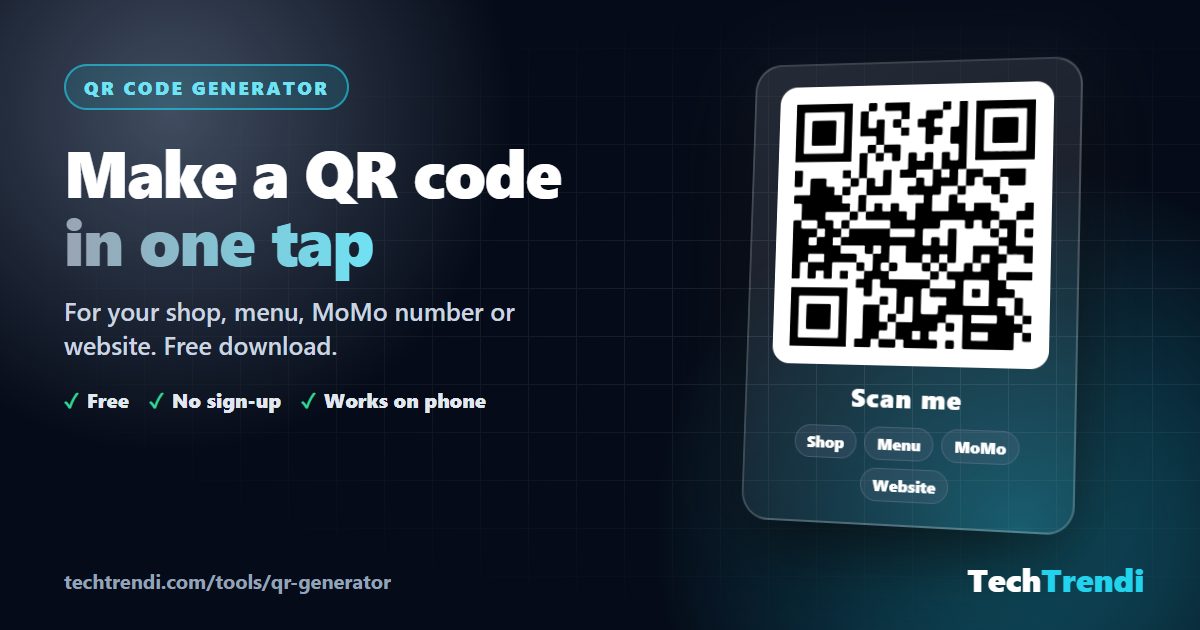 QR CODE GENERATOR
Make a QR code
in one tap
For your shop, menu, MoMo number or
website. Free download.
✓ Free ✓ No sign-up ✓ Works on phone
Scan me
Shop Menu MoMo
Website
techtrendi.com/tools/qr-generator
TechTrendi